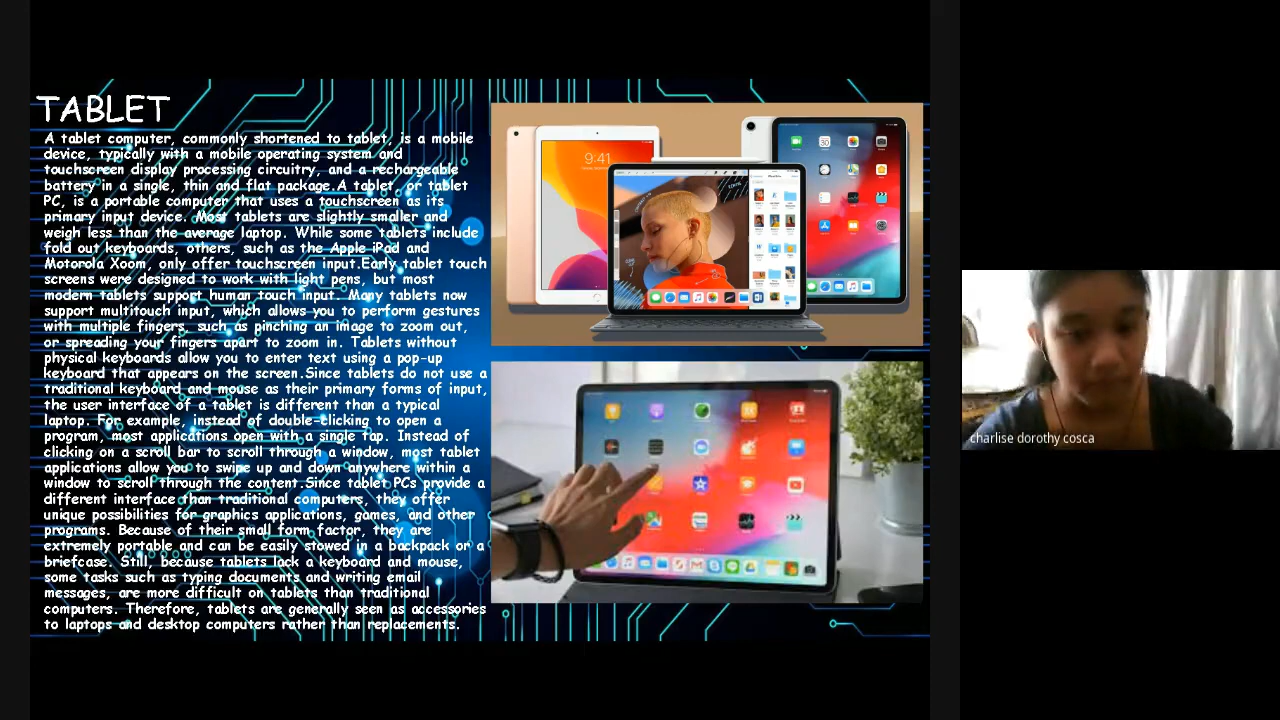 TABLET
A tablet computer, commonly shortened to tablet, is a mobile
device, typically with a mobile operating system and
touchscreen display processing circuitry, and a rechargeable
battery in a single, thin and flat package. tablet, or tablet
PC, is a portable computer that uses a touchscreen as its
primary input device. Most tablets are slightly smaller and
weigh less than the average laptop. While some tablets include
fold out keyboards, others, such as the Apple iPad and
Motorola Xoom, only offer touchscreen input.Early tablet touch
screens were designed to work with light pens, but most
modern tablets support human touch input. Many tablets now
support multitouch input, which allows you to perform gestures
with multiple fingers, such as pinching an image to zoom out,
or spreading your fingers apart to zoom in. Tablets without
physical keyboards allow you to enter text using a pop-up
keyboard that appears on the screen.Since tablets do not use a
traditional keyboard and mouse as their primary forms of input,
the user interface of a tablet is different than a typical
laptop. For example, instead of double-clicking to open a
program, most applications open with a single tap. Instead of
clicking on a scroll bar to scroll through a window, most tablet
applications allow you to swipe up and down anywhere within a
window to scroll through the content.Since tablet PCs provide a
different interface than traditional computers, they offer
unique possibilities for graphics applications, games, and other
programs. Because of their small form factor, they are
extremely portable and can be easily stowed in a backpack or a
briefcase. Still, because tablets lack a keyboard and mouse,
some tasks such as typing documents and writing email
messages, are more difficult on tablets than traditional
computers. Therefore, tablets are generally seen as accessories
to laptops and desktop computers rather than replacements.
9:41
30
charlise dorothy cosca